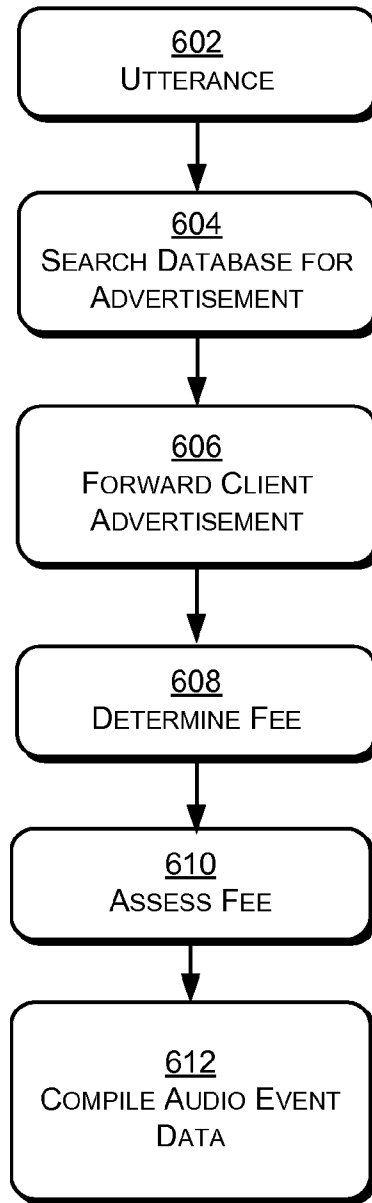 602
UTTERANCE
604
SEARCH DATABASE FOR
ADVERTISEMENT
606
FORWARD CLIENT
ADVERTISEMENT
608
DETERMINE FEE
610
ASSESS FEE
612
COMPILE AUDIO EVENT
DATA